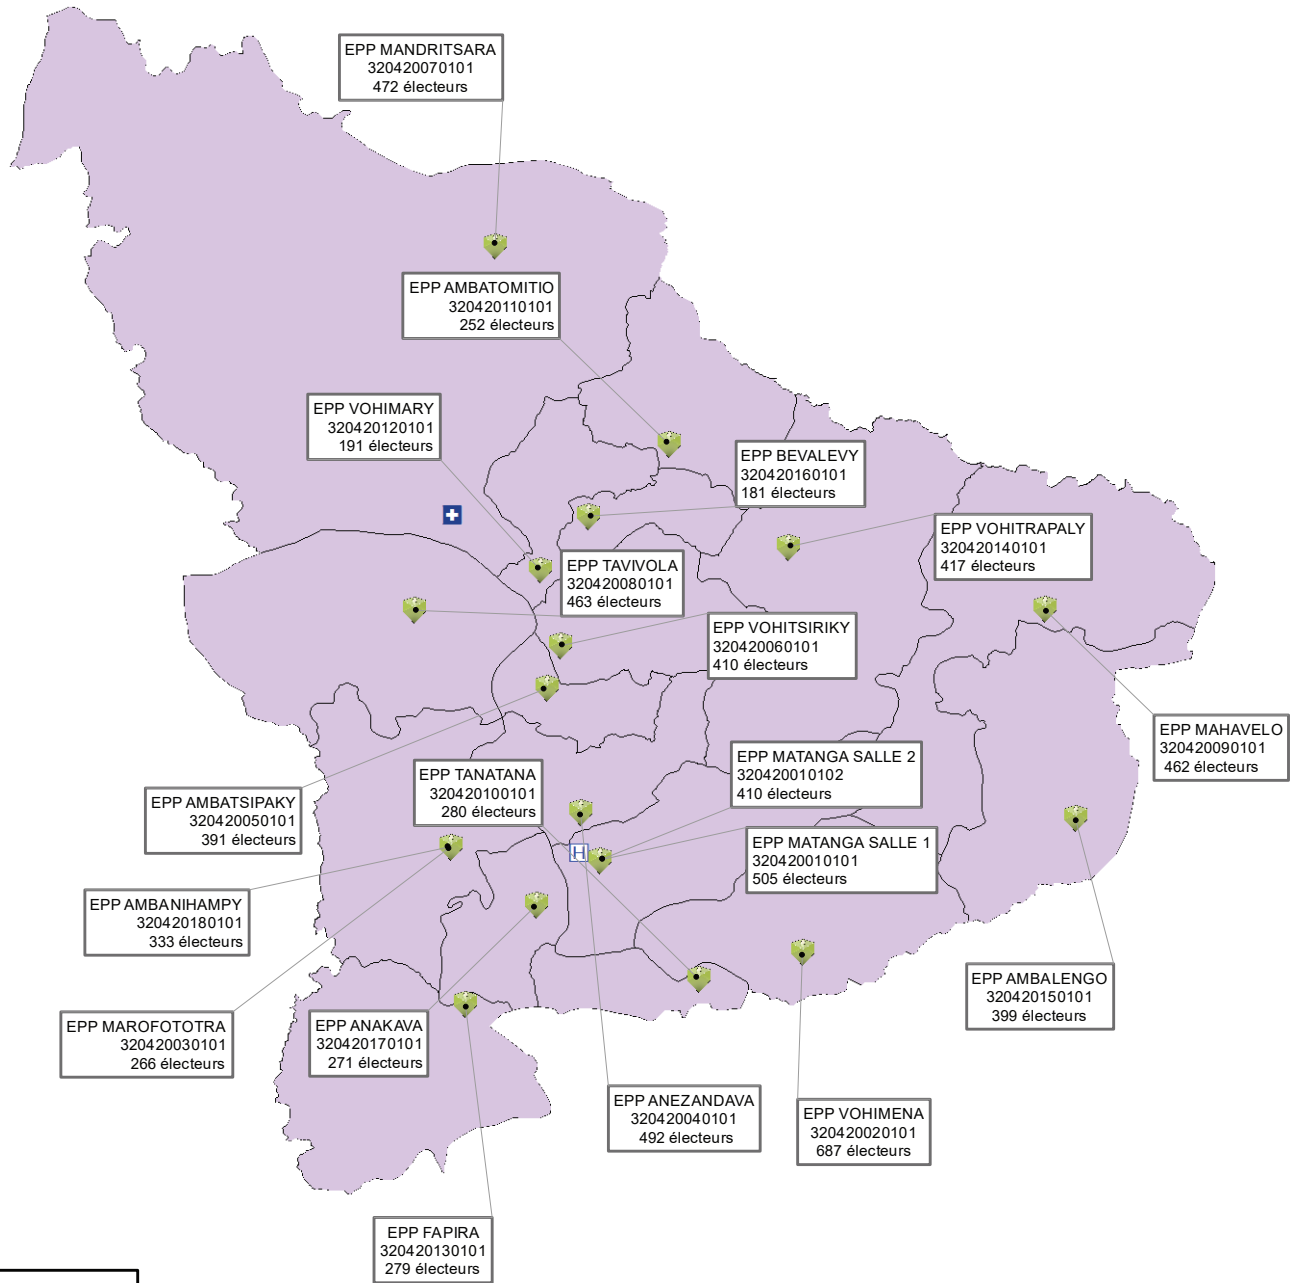 EPP MANDRITSARA
320420070101
472 électeurs
EPP AMBATOMITIO
320420110101
252 électeurs
EPP VOHIMARY
320420120101
191 électeurs
EPP BEVALEVY
320420160101
181 électeurs
EPP VOHITRAPALY
320420140101
417 électeurs
EPP TAVIVOLA
320420080101
463 électeurs
EPP VOHITSIRIKY
320420060101
410 électeurs
EPP MAHAVELO
320420090101
462 électeurs
EPP MATANGA SALLE 2
320420010102
410 électeurs
EPP TANATANA
320420100101
280 électeurs
EPP AMBATSIPAKY
320420050101
391 électeurs
EPP MATANGA SALLE 1
320420010101
505 électeurs
H
EPP AMBANIHAMPY
320420180101
333 électeurs
EPP AMBALENGO
320420150101
399 électeurs
EPP MAROFOTOTRA
320420030101
266 électeurs
EPP ANAKAVA
320420170101
271 électeurs
EPP ANEZANDAVA
320420040101
492 électeurs
EPP VOHIMENA
320420020101
687 électeurs
EPP FAPIRA
320420130101
279 électeurs